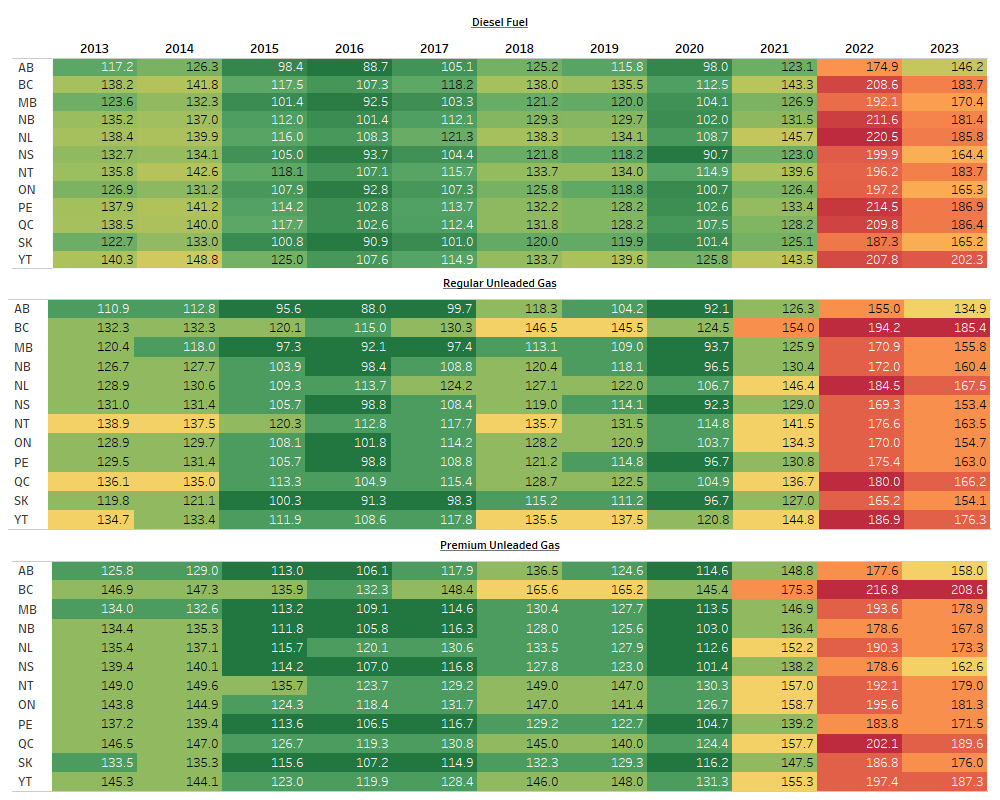 Diesel Fuel
2013 2014 2015 2016 2017 2018 2019 2020 2021 2022 2023
AB 117.2 126.3 98.4 88.7 105.1 125.2 115.8 98.0 123.1 174.9 146.2
BC 138.2 141.8 117.5 107.3 118.2 138.0 135.5 112.5 143.3 208.6 183.7
MB 123.6 132.3 101.4 92.5 103.3 121.2 120.0 104.1 126.9 192.1 170.4
NB 135.2 137.0 112.0 101.4 112.1 129.3 129.7 102.0 131.5 211.6 181.4
NL 138.4 139.9 116.0 108.3 121.3 138.3 134.1 108.7 145.7 220.5 185.8
NS 132.7 134.1 105.0 93.7 104.4 121.8 118.2 90.7 123.0 199.9 164.4
NT 135.8 142.6 118.1 107.1 115.7 133.7 134.0 114.9 139.6 196.2 183.7
ON 126.9 131.2 107.9 92.8 107.3 125.8 118.8 100.7 126.4 197.2 165.3
PE 137.9 141.2 114.2 102.8 113.7 132.2 128.2 102.6 133.4 214.5 186.9
QC 138.5 140.0 117.7 102.6 112.4 131.8 128.2 107.5 128.2 209.8 186.4
SK 122.7 133.0 100.8 90.9 101.0 120.0 119.9 101.4 125.1 187.3 165.2
YT 140.3 148.8 125.0 107.6 114.9 133.7 139.6 125.8 143.5 207.8 202.3
Regular Unleaded Gas
AB 110.9 112.8 95.6 88.0 99.7 118.3 104.2 92.1 126.3 155.0 134.9
BC 132.3 132.3 120.1 115.0 130.3 146.5 145.5 124.5 154.0 194.2 185.4
MB 120.4 118.0 97.3 92.1 97.4 113.1 109.0 93.7 125.9 170.9 155.8
NB 126.7 127.7 103.9 98.4 108.8 120.4 118.1 96.5 130.4 172.0 160.4
NL 128.9 130.6 109.3 113.7 124.2 127.1 122.0 106.7 146.4 184.5 167.5
NS 131.0 131.4 105.7 98.8 108.4 119.0 114.1 92.3 129.0 169.3 153.4
NT 138.9 137.5 120.3 112.8 117.7 135.7 131.5 114.8 141.5 176.6 163.5
ON 128.9 129.7 108.1 101.8 114.2 128.2 120.9 103.7 134.3 170.0 154.7
PE 129.5 131.4 105.7 98.8 108.8 121.2 114.8 96.7 130.8 175.4 163.0
QC 136.1 135.0 113.3 104.9 115.4 128.7 122.5 104.9 136.7 180.0 166.2
SK 119.8 121.1 100.3 91.3 98.3 115.2 111.2 96.7 127.0 165.2 154.1
YT 134.7 133.4 111.9 108.6 117.8 135.5 137.5 120.8 144.8 186.9 176.3
Premium Unleaded Gas
AB 125.8 129.0 113.0 106.1 117.9 136.5 124.6 114.6 148.8 177.6 158.0
BC 146.9 147.3 135.9 132.3 148.4 165.6 165.2 145.4 175.3 216.8 208.6
MB 134.0 132.6 113.2 109.1 114.6 130.4 127.7 113.5 146.9 193.6 178.9
NB 134.4 135.3 111.8 105.8 116.3 128.0 125.6 103.0 136.4 178.6 167.8
NL 135.4 137.1 115.7 120.1 130.6 133.5 127.9 112.6 152.2 190.3 173.3
NS 139.4 140.1 114.2 107.0 116.8 127.8 123.0 101.4 138.2 178.6 162.6
NT 149.0 149.6 135.7 123.7 129.2 149.0 147.0 130.3 157.0 192.1 179.0
ON 143.8 144.9 124.3 118.4 131.7 147.0 141.4 126.7 158.7 195.6 181.3
PE 137.2 139.4 113.6 106.5 116.7 129.2 122.7 104.7 139.2 183.8 171.5
QC 146.5 147.0 126.7 119.3 130.8 145.0 140.0 124.4 157.7 202.1 189.6
SK 133.5 135.3 115.6 107.2 114.9 132.3 129.3 116.2 147.5 186.8 176.0
YT 145.3 144.1 123.0 119.9 128.4 146.0 148.0 131.3 155.3 197.4 187.3